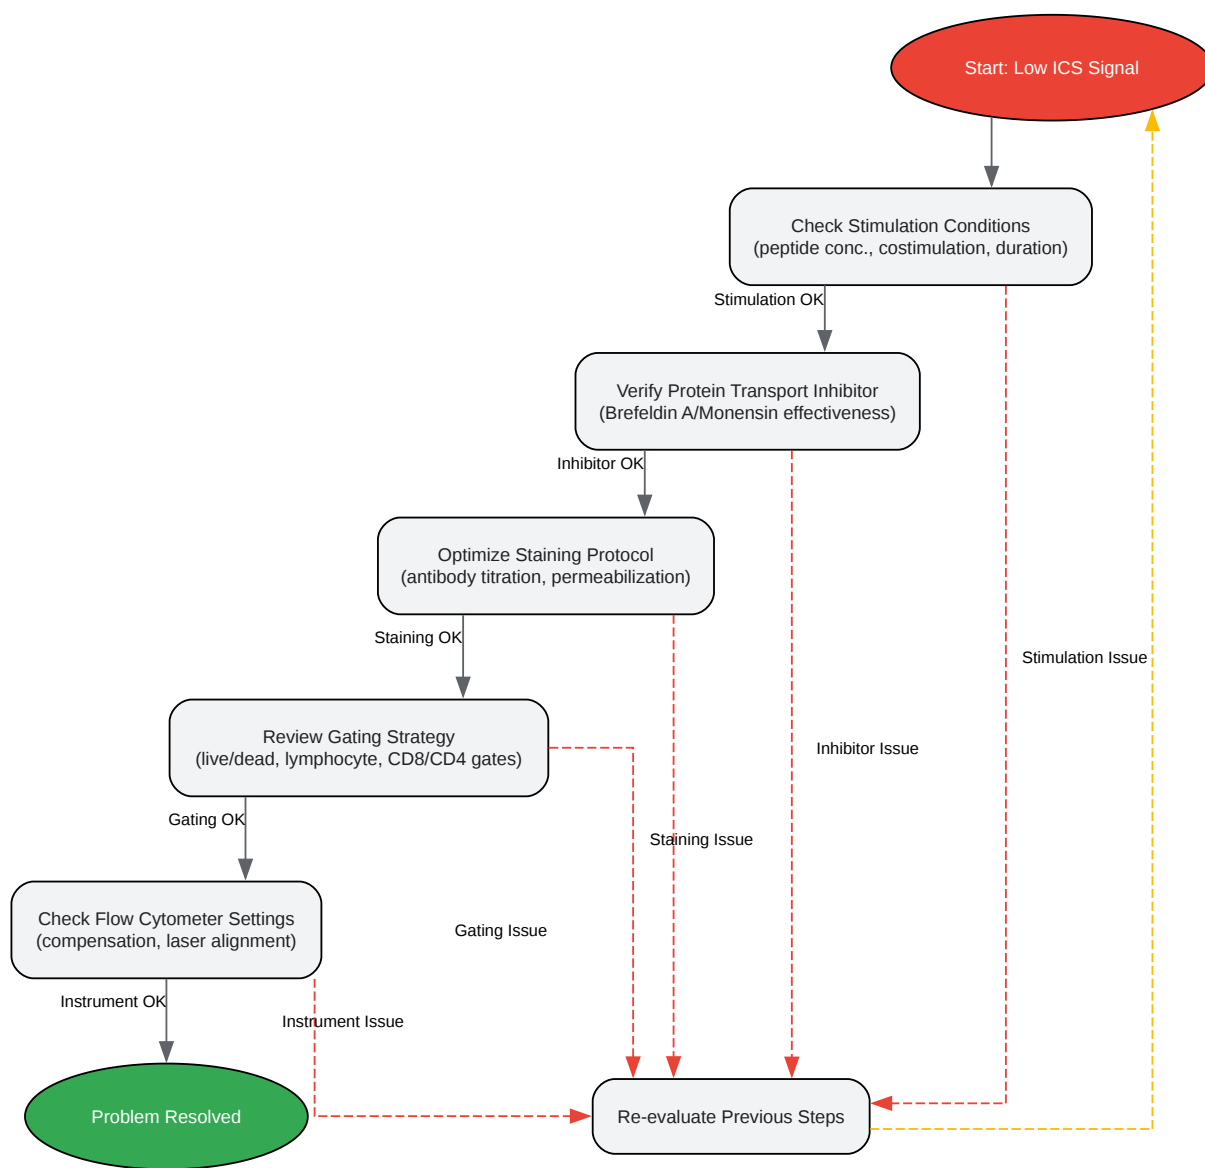 Start: Low ICS Signal
Check Stimulation Conditions
(peptide conc., costimulation, duration)
Stimulation OK
Verify Protein Transport Inhibitor
(Brefeldin A/Monensin effectiveness)
Inhibitor OK
Optimize Staining Protocol
(antibody titration, permeabilization)
Staining OK
Stimulation Issue
Review Gating Strategy
(live/dead, lymphocyte, CD8/CD4 gates)
Inhibitor Issue
Gating OK
Staining Issue
Check Flow Cytometer Settings
(compensation, laser alignment)
Gating Issue
Instrument OK
Instrument Issue
Problem Resolved
Re-evaluate Previous Steps